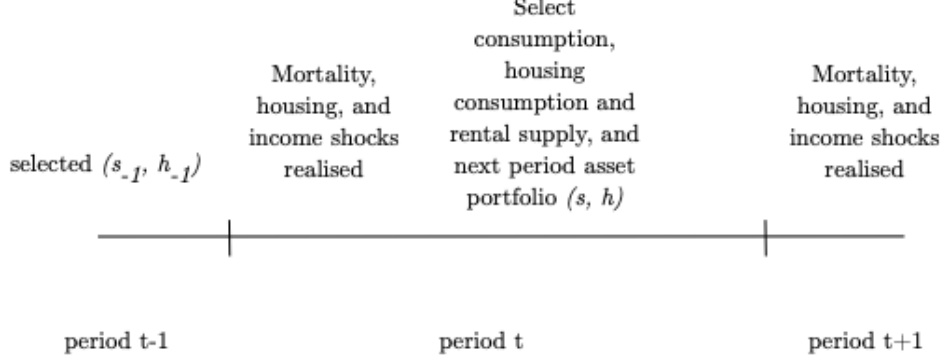 selected (s_-1, h_-1)
Mortality,
housing, and
income shocks
realised
Select
consumption,
housing
consumption and
rental supply, and
next period asset
portfolio (s, h)
Mortality,
housing, and
income shocks
realised
period t-1
period t
period t+1